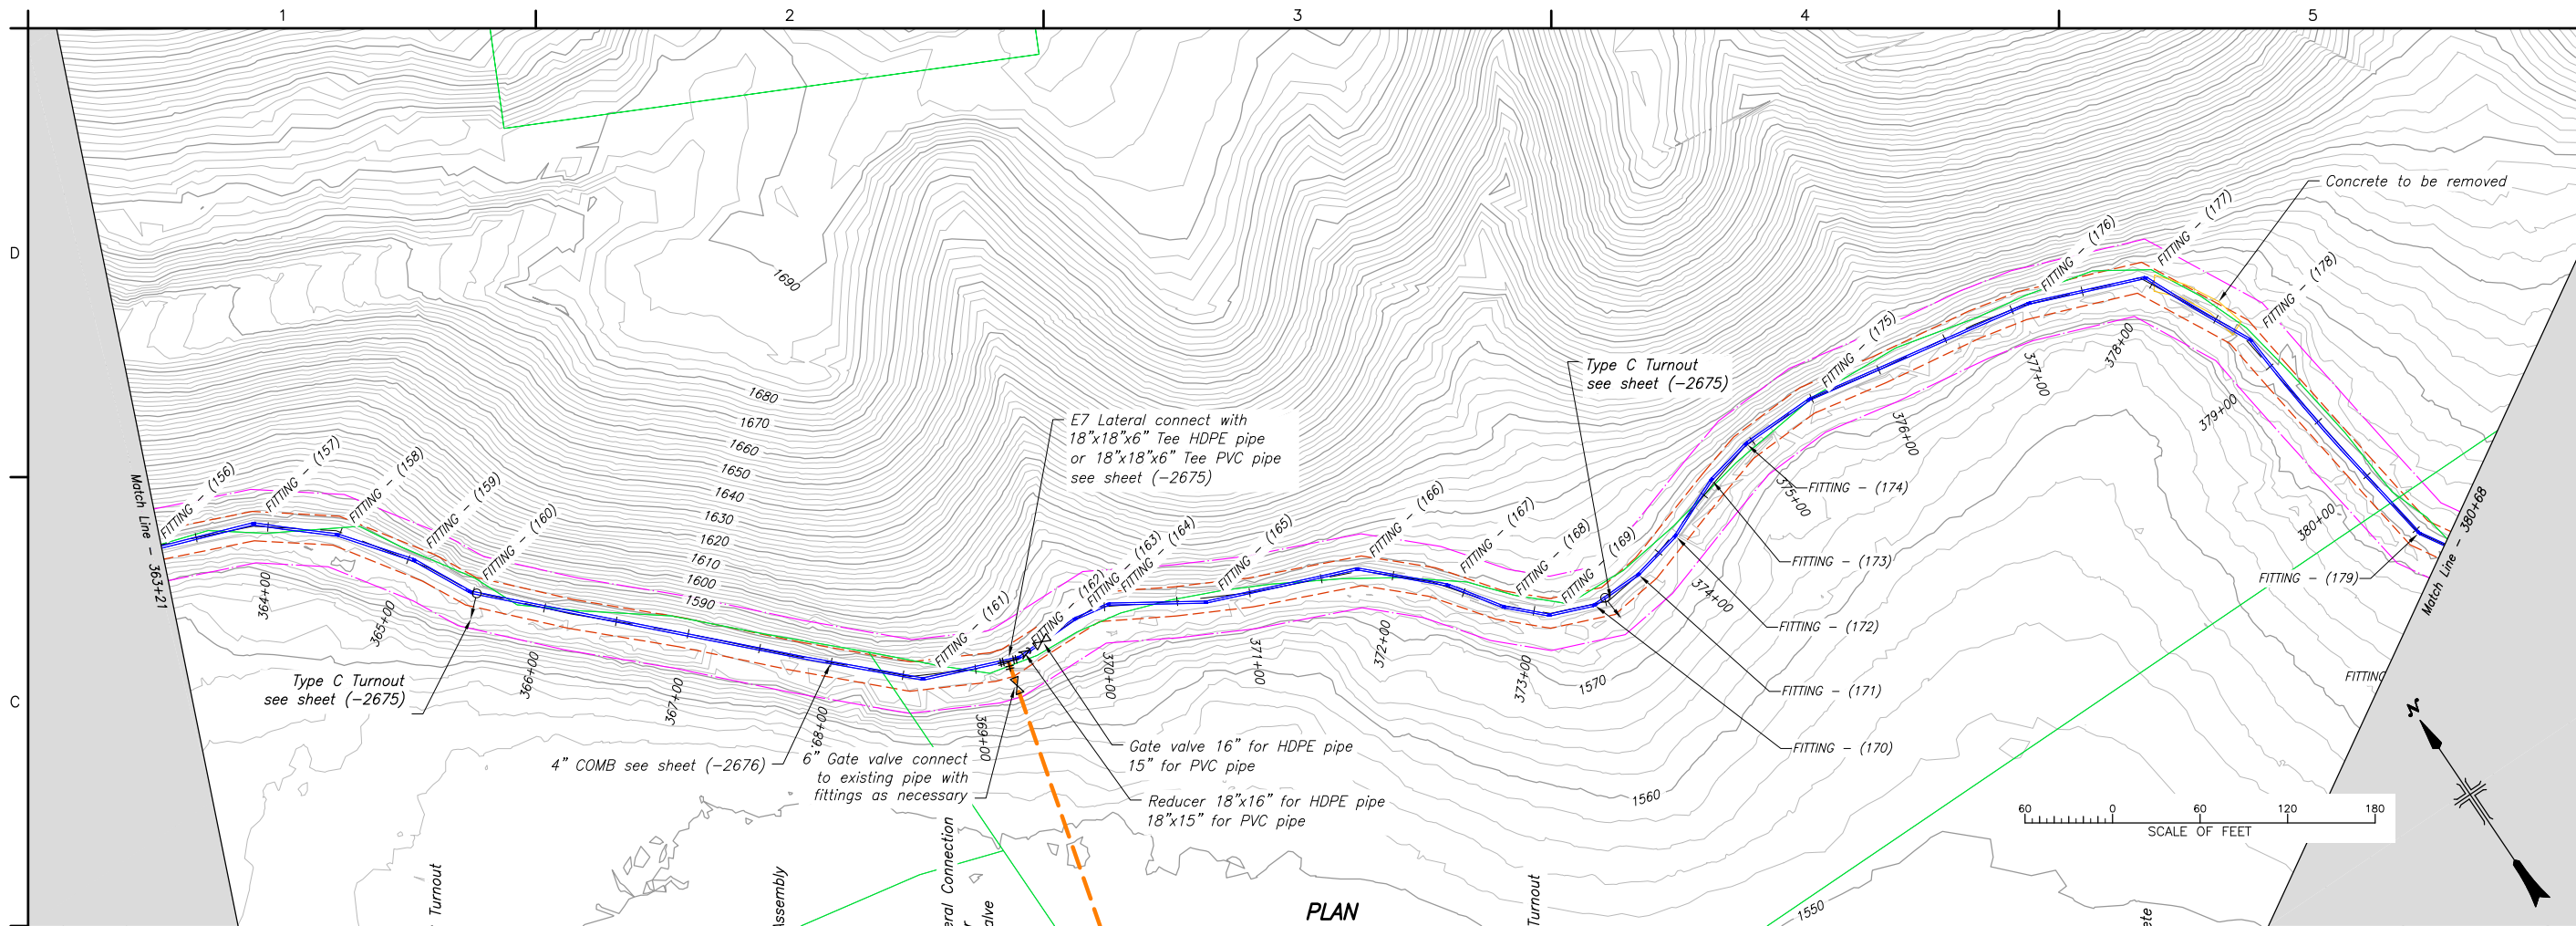 1
2
3
4
5
D
C
Concrete to be removed
FITTING - (177)
FITTING - (176)
FITTING - (178)
FITTING - (175)
1690
Type C Turnout
see sheet (-2675)
378+00
377+00
379+00
376+00
1680
1670
1660
1650
1640
1630
1620
1610
1600
1590
E7 Lateral connect with
18"x18"x6" Tee HDPE pipe
or 18"x18"x6" Tee PVC pipe
see sheet (-2675)
Match Line - 363+21
FITTING - (156)
FITTING - (157)
FITTING - (158)
FITTING - (159)
FITTING - (160)
FITTING - (161)
FITTING - (162)
FITTING - (163)
FITTING - (164)
FITTING - (165)
FITTING - (166)
FITTING - (167)
FITTING - (168)
FITTING - (169)
FITTING - (174)
375+00
FITTING - (173)
374+00
FITTING - (172)
FITTING - (171)
FITTING - (170)
380+00
FITTING - (179)
Match Line - 380+68
FITTING
364+00
365+00
366+00
367+00
68+00
369+00
370+00
371+00
372+00
373+00
1570
1560
1550
Type C Turnout
see sheet (-2675)
4" COMB see sheet (-2676)
6" Gate valve connect
to existing pipe with
fittings as necessary
Gate valve 16" for HDPE pipe
15" for PVC pipe
Reducer 18"x16" for HDPE pipe
18"x15" for PVC pipe
N
60 0 60 120 180
SCALE OF FEET
Turnout
Assembly
eral Connection
alve
PLAN
Turnout
ete